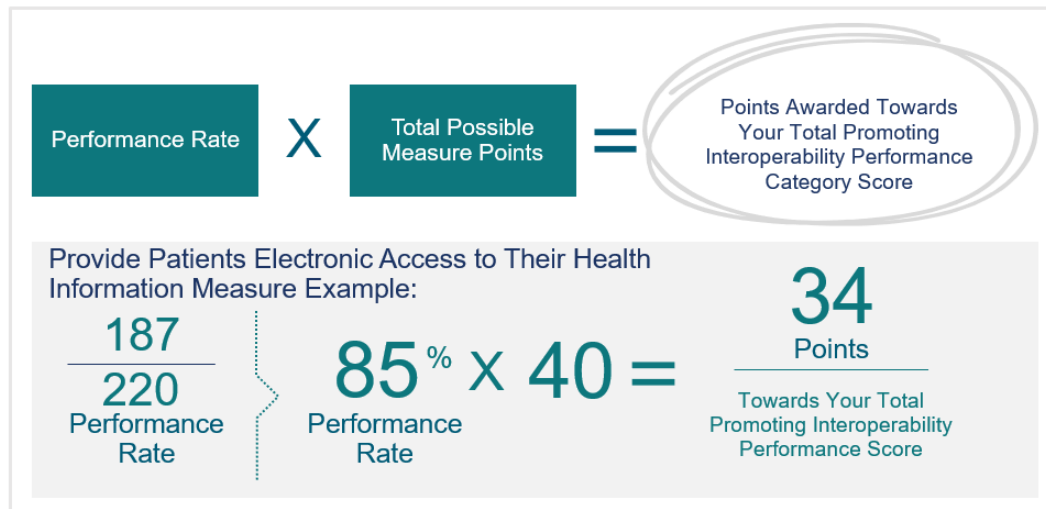 Performance Rate
X
Total Possible
Measure Points
=
Points Awarded Towards
Your Total Promoting
Interoperability Performance
Category Score
Provide Patients Electronic Access to Their Health
Information Measure Example:
187
220
Performance
Rate
85% X 40 =
Performance
Rate
34
Points
Towards Your Total
Promoting Interoperability
Performance Score